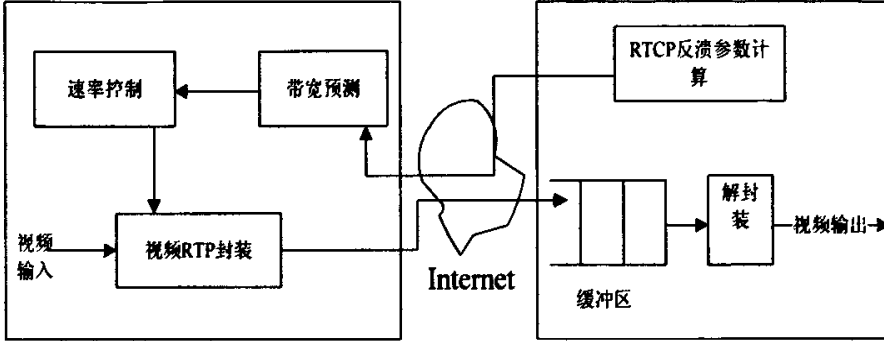 RTCP反溃参数计
算
速率控制
带宽预测
解封
装
视频
输入
视频RTP封装
视频输出
Internet
缓冲区